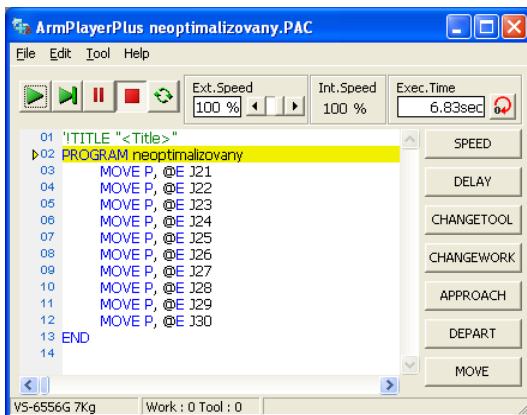 ArmPlayerPlus neoptimalizovany.PAC
File Edit Tool Help
Ext.Speed
100 %
Int.Speed
100 %
Exec.Time
6.83sec
01 '!TITLE "<Title>"
02 PROGRAM neoptimalizovany
03 MOVE P, @E J21
04 MOVE P, @E J22
05 MOVE P, @E J23
06 MOVE P, @E J24
07 MOVE P, @E J25
08 MOVE P, @E J26
09 MOVE P, @E J27
10 MOVE P, @E J28
11 MOVE P, @E J29
12 MOVE P, @E J30
13 END
14
SPEED
DELAY
CHANGETOOL
CHANGEWORK
APPROACH
DEPART
MOVE
VS-6556G 7Kg
Work : 0 Tool : 0